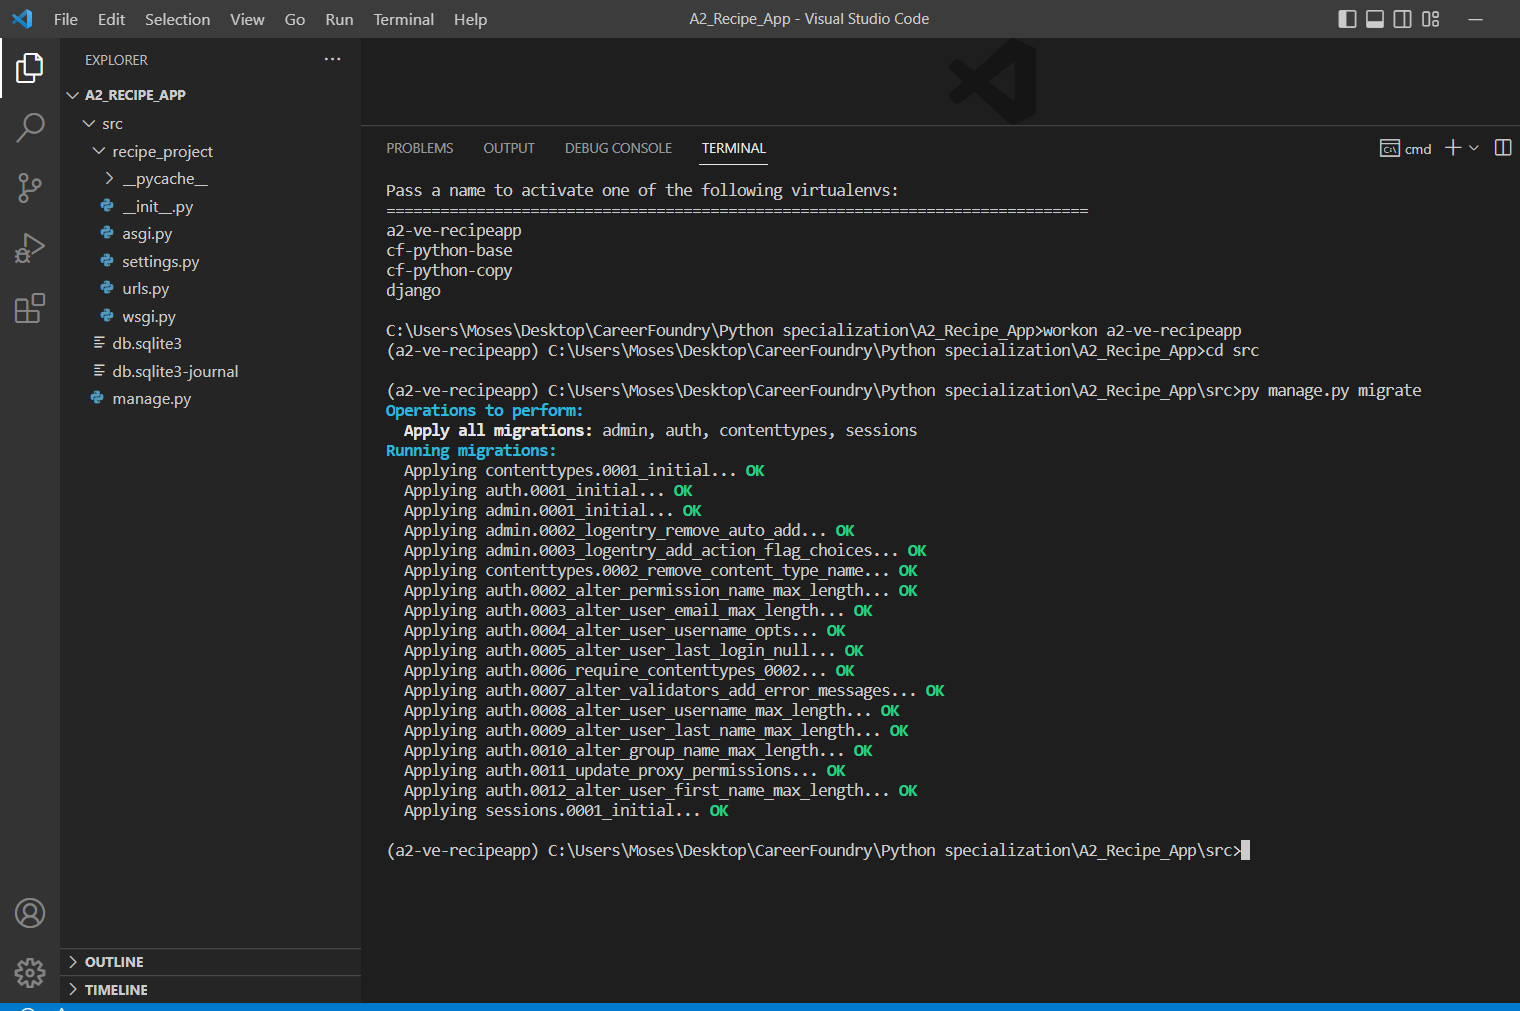 File Edit Selection View Go Run Terminal Help
A2_Recipe_App - Visual Studio Code
EXPLORER
A2_RECIPE_APP
src
recipe_project
__pycache__
__init__.py
asgi.py
settings.py
urls.py
wsgi.py
db.sqlite3
db.sqlite3-journal
manage.py
OUTLINE
TIMELINE
PROBLEMS OUTPUT DEBUG CONSOLE TERMINAL
cmd
Pass a name to activate one of the following virtualenvs:
==============================================================================
a2-ve-recipeapp
cf-python-base
cf-python-copy
django
C:\Users\Moses\Desktop\CareerFoundry\Python specialization\A2_Recipe_App>workon a2-ve-recipeapp
(a2-ve-recipeapp) C:\Users\Moses\Desktop\CareerFoundry\Python specialization\A2_Recipe_App>cd src
(a2-ve-recipeapp) C:\Users\Moses\Desktop\CareerFoundry\Python specialization\A2_Recipe_App\src>py manage.py migrate
Operations to perform:
Apply all migrations: admin, auth, contenttypes, sessions
Running migrations:
Applying contenttypes.0001_initial... OK
Applying auth.0001_initial... OK
Applying admin.0001_initial... OK
Applying admin.0002_logentry_remove_auto_add... OK
Applying admin.0003_logentry_add_action_flag_choices... OK
Applying contenttypes.0002_remove_content_type_name... OK
Applying auth.0002_alter_permission_name_max_length... OK
Applying auth.0003_alter_user_email_max_length... OK
Applying auth.0004_alter_user_username_opts... OK
Applying auth.0005_alter_user_last_login_null... OK
Applying auth.0006_require_contenttypes_0002... OK
Applying auth.0007_alter_validators_add_error_messages... OK
Applying auth.0008_alter_user_username_max_length... OK
Applying auth.0009_alter_user_last_name_max_length... OK
Applying auth.0010_alter_group_name_max_length... OK
Applying auth.0011_update_proxy_permissions... OK
Applying auth.0012_alter_user_first_name_max_length... OK
Applying sessions.0001_initial... OK
(a2-ve-recipeapp) C:\Users\Moses\Desktop\CareerFoundry\Python specialization\A2_Recipe_App\src>